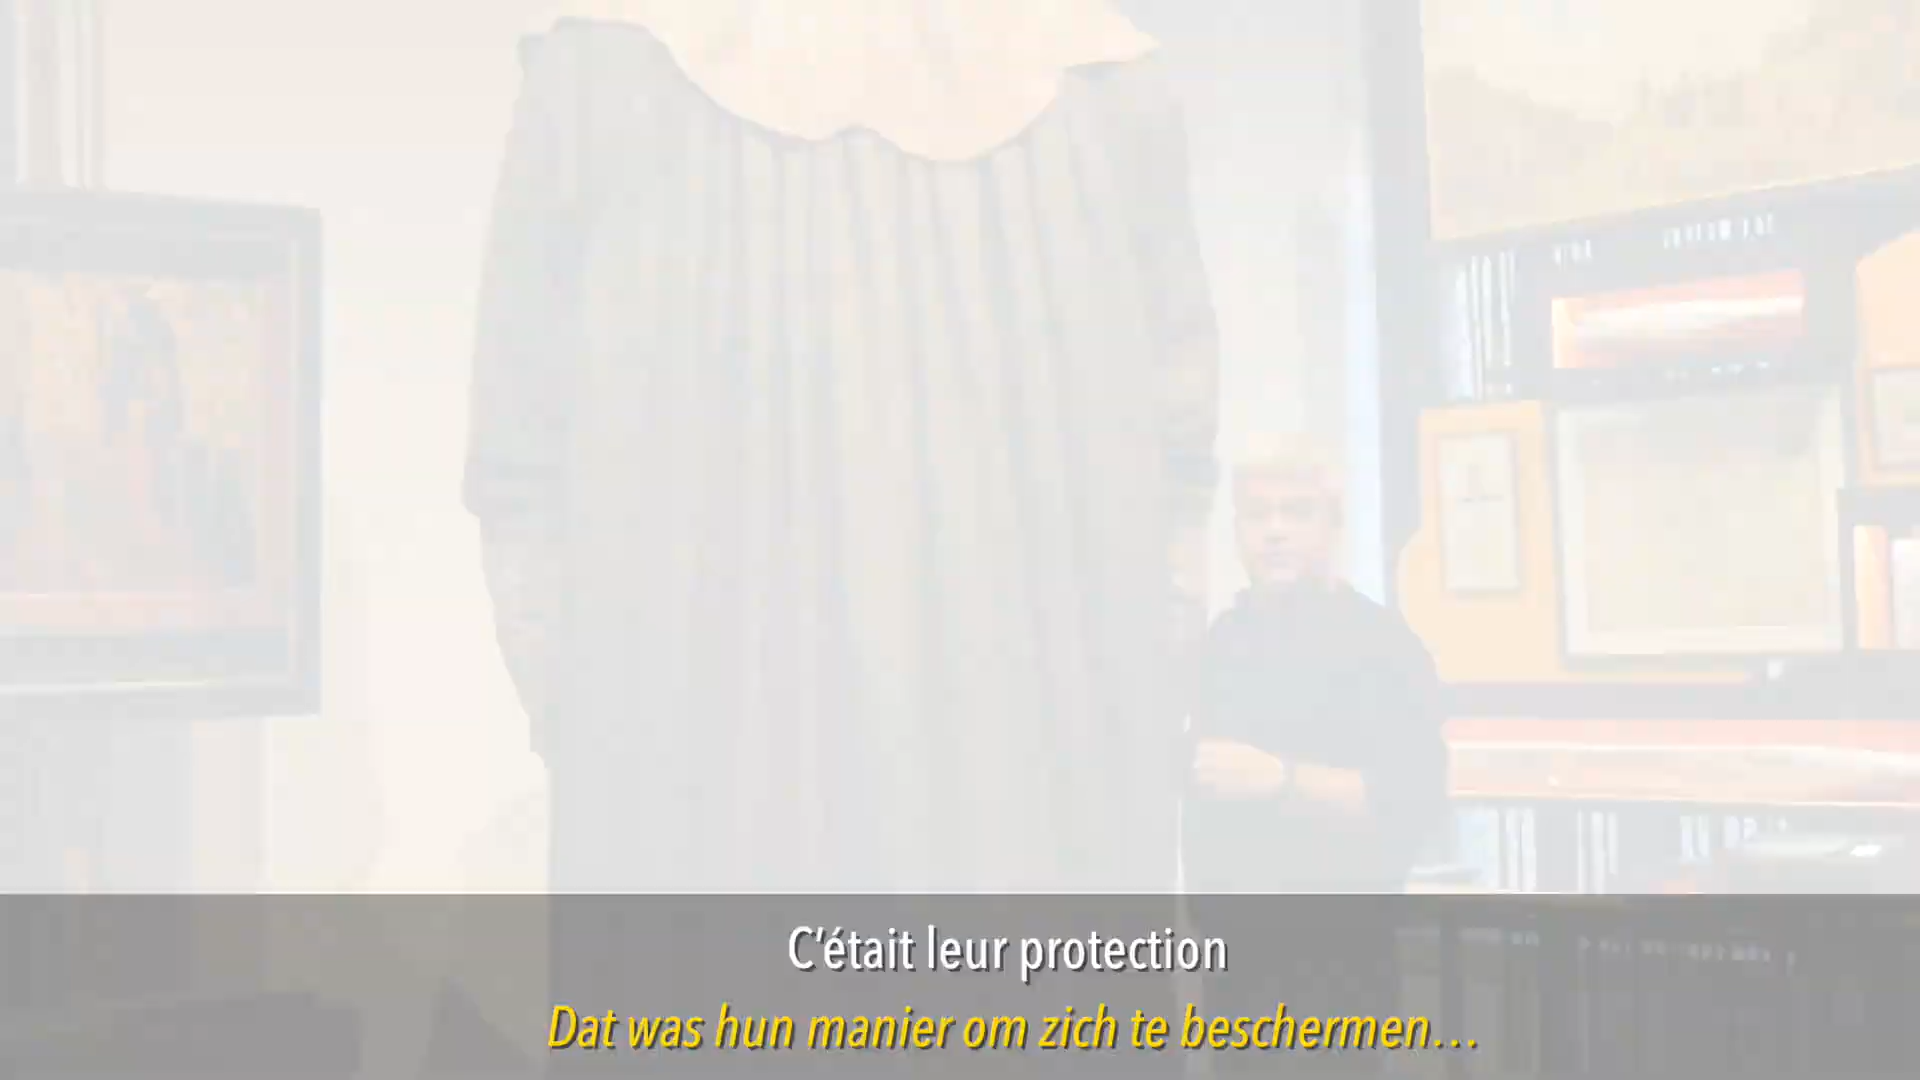 C'était leur protection
Dat was hun manier om zich te beschermen…